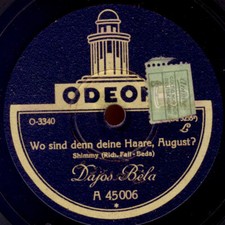 ODEON
O-3340
Wo sind denn deine Haare, August?
Shimmy (Rich. Fall-Beda)
Dajos Béla
A 45006